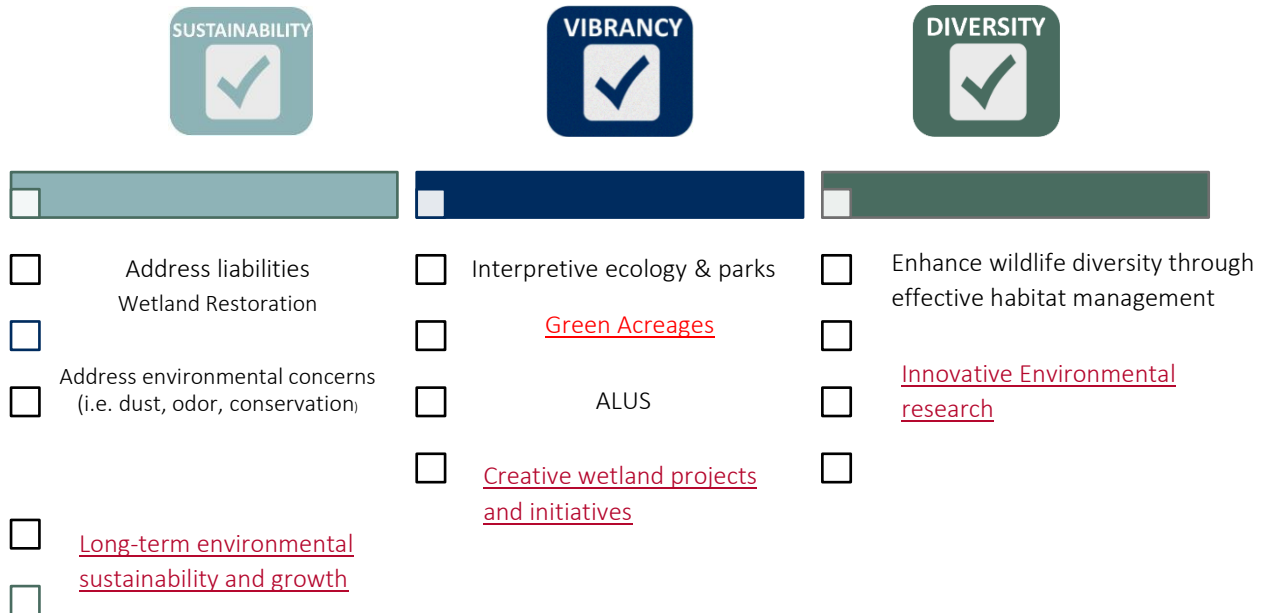 SUSTAINABILITY
VIBRANCY
DIVERSITY
Address liabilities
Wetland Restoration
Address environmental concerns
(i.e. dust, odor, conservation)
Long-term environmental
sustainability and growth
Interpretive ecology & parks
Green Acreages
ALUS
Creative wetland projects
and initiatives
Enhance wildlife diversity through
effective habitat management
Innovative Environmental
research